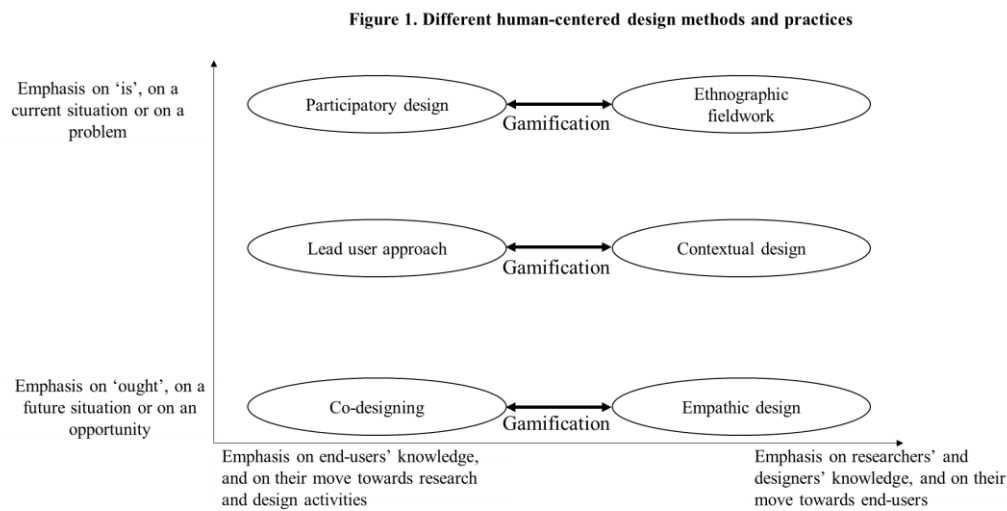 Figure 1. Different human-centered design methods and practices
Emphasis on ‘is’, on a
current situation or on a
problem
Participatory design
Gamification
Ethnographic
fieldwork
Lead user approach
Gamification
Contextual design
Emphasis on ‘ought’, on a
future situation or on an
opportunity
Co-designing
Gamification
Empathic design
Emphasis on end-users’ knowledge,
and on their move towards research
and design activities
Emphasis on researchers’ and
designers’ knowledge, and on their
move towards end-users